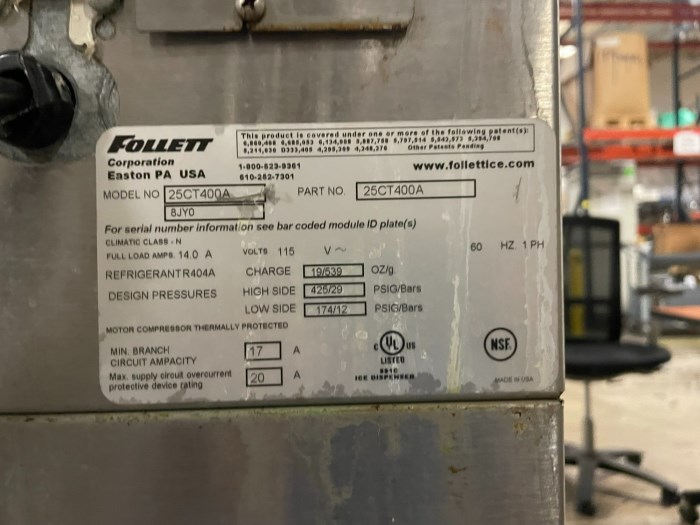 FOLLETT
Corporation
Easton PA USA
This product is covered under one or more of the following patent(s):
Other Patents Pending
1-800-523-9361
610-252-7301
www.follettice.com
MODEL NO 25CT400A PART NO. 25CT400A
8JY0
For serial number information see bar coded module ID plate(s)
CLIMATIC CLASS - N
FULL LOAD AMPS. 14.0 A VOLTS 115 V~ 60 HZ 1 PH
REFRIGERANT R404A CHARGE 19/539 OZ/g
DESIGN PRESSURES HIGH SIDE 425/29 PSIG/Bars
LOW SIDE 174/12 PSIG/Bars
MOTOR COMPRESSOR THERMALLY PROTECTED
MIN. BRANCH
CIRCUIT AMPACITY 17 A
Max. supply circuit overcurrent
protective device rating 20 A
c UL US
LISTED
ICE DISPENSER
NSF.
MADE IN USA